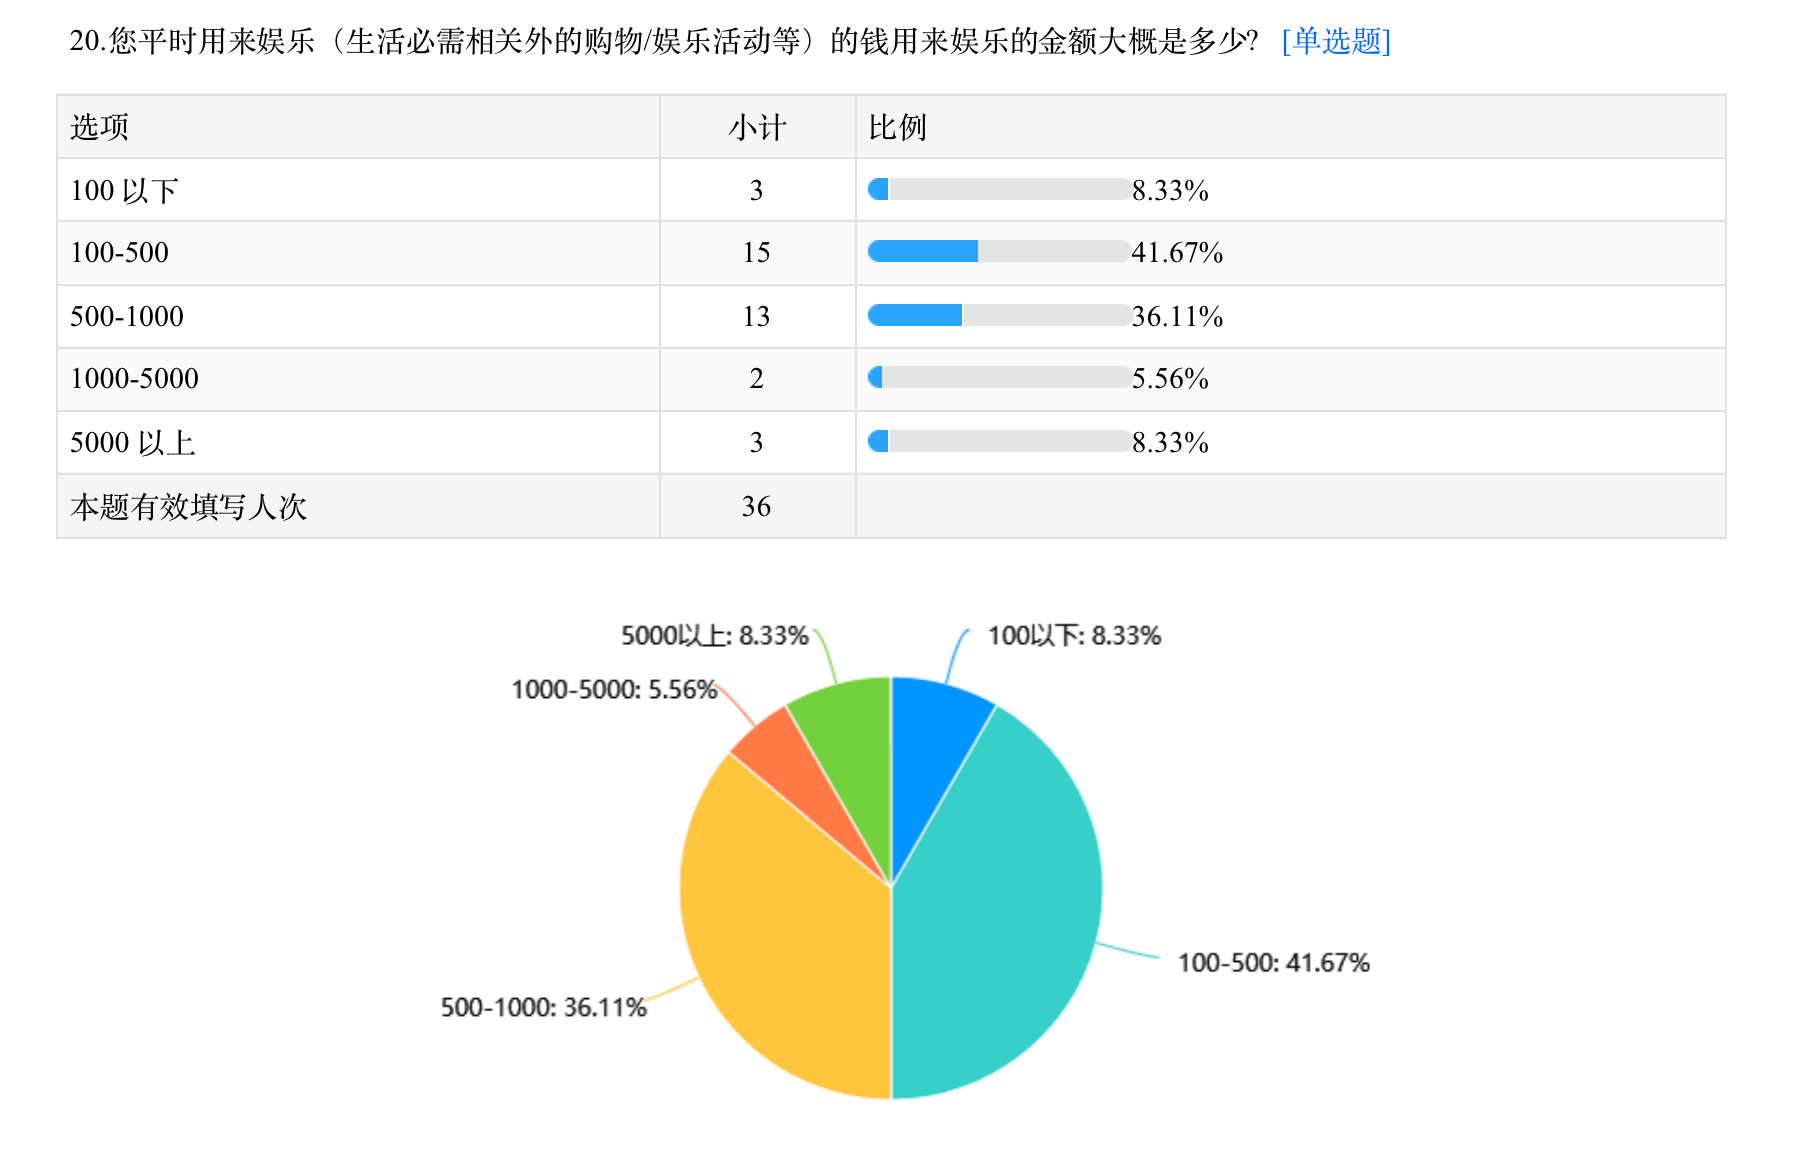 20.您平时用来娱乐（生活必需相关外的购物/娱乐活动等）的钱用来娱乐的金额大概是多少? [单选题]
选项 小计 比例
100 以下 3 8.33%
100-500 15 41.67%
500-1000 13 36.11%
1000-5000 2 5.56%
5000 以上 3 8.33%
本题有效填写人次 36
5000以上: 8.33% 100以下: 8.33%
1000-5000: 5.56%
100-500: 41.67%
500-1000: 36.11%